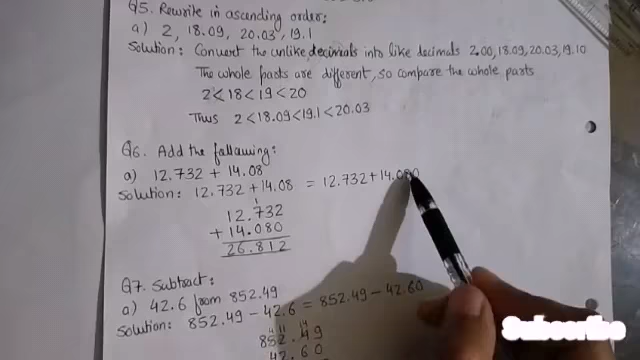 Q5. Rewrite in ascending order:
a) 2, 18.09, 20.03, 19.1
Solution: Convert the unlike decimals into like decimals 2.00, 18.09, 20.03, 19.10
The whole parts are different, so compare the whole parts
2<18<19<20
Thus 2<18.09<19.1<20.03
Q6. Add the following:
a) 12.732 + 14.08
Solution: 12.732 + 14.08 = 12.732 + 14.080
1
12.732
+ 14.080
26.812
Q7. Subtract:
a) 42.6 from 852.49
Solution: 852.49 - 42.6 = 852.49 - 42.60
852.49
42.60
Subscribe